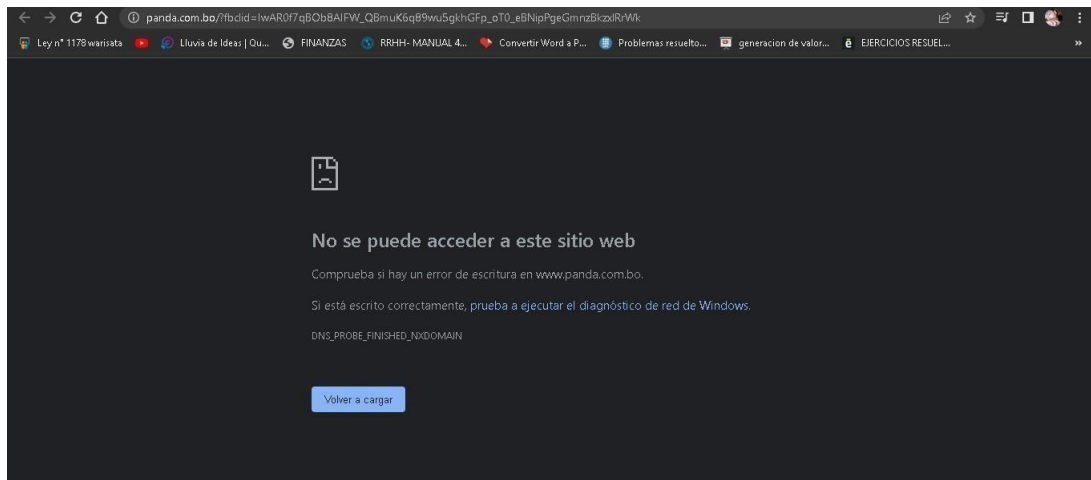 panda.com.bo/?fbclid=IwAR0f7qBOb8AIFW_QBmuK6q89wu5gkhGFp_oT0_eBNipPgeGmnzBkzxlRrWk
Ley n° 1178 warisata Lluvia de Ideas | Qu... FINANZAS RRHH- MANUAL 4... Convertir Word a P... Problemas resuelto... generacion de valor... ē EJERCICIOS RESUEL... »
No se puede acceder a este sitio web
Comprueba si hay un error de escritura en www.panda.com.bo.
Si está escrito correctamente, prueba a ejecutar el diagnóstico de red de Windows.
DNS_PROBE_FINISHED_NXDOMAIN
Volver a cargar